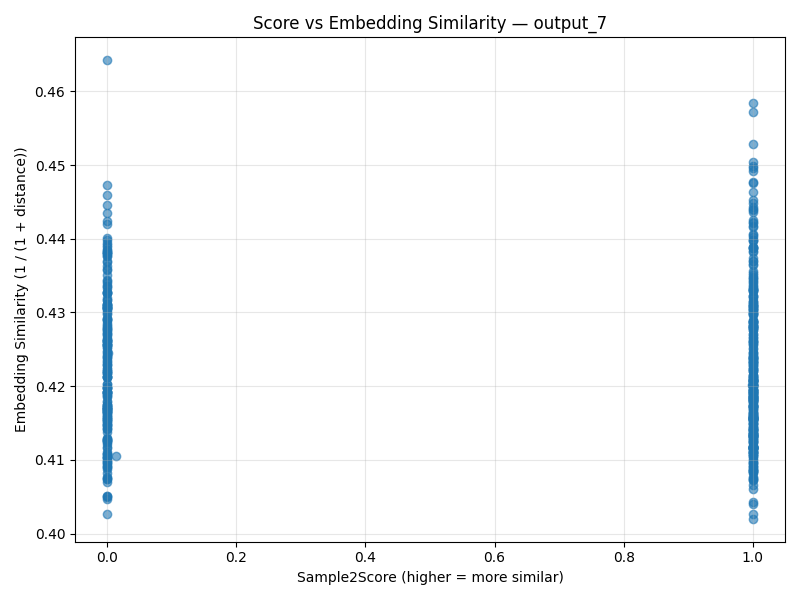 Score vs Embedding Similarity — output_7
Embedding Similarity (1 / (1 + distance))
0.46
0.45
0.44
0.43
0.42
0.41
0.40
0.0 0.2 0.4 0.6 0.8 1.0
Sample2Score (higher = more similar)